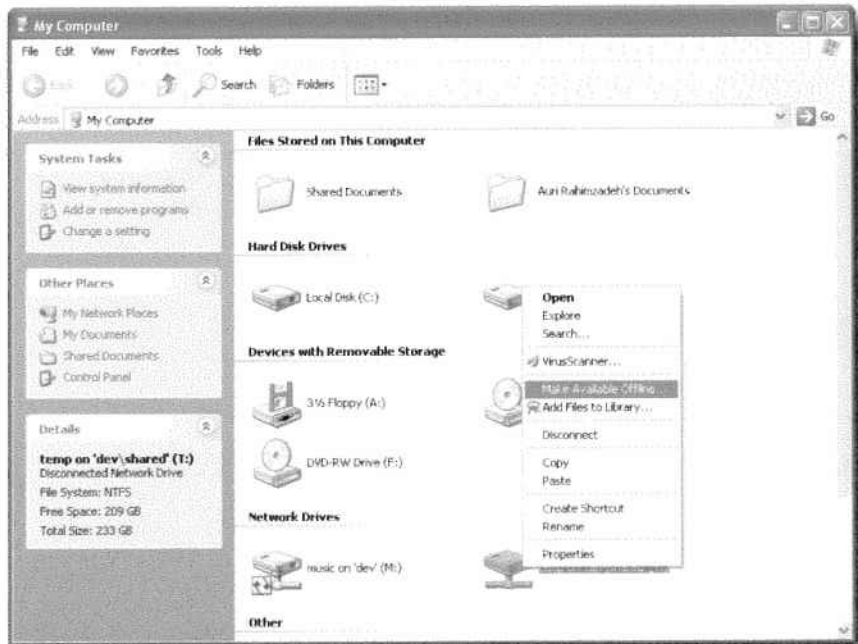 My Computer
File Edit View Favorites Tools Help
Back Search Folders
Address My Computer Go
System Tasks
View system information
Add or remove programs
Change a setting
Other Places
My Network Places
My Documents
Shared Documents
Control Panel
Details
temp on 'dev\shared' (T:)
Disconnected Network Drive
File System: NTFS
Free Space: 209 GB
Total Size: 233 GB
Files Stored on This Computer
Shared Documents
Auri Rahimzadeh's Documents
Hard Disk Drives
Local Disk (C:)
Devices with Removable Storage
3½ Floppy (A:)
DVD-RW Drive (F:)
Network Drives
music on 'dev' (M:)
Other
Open
Explore
Search...
VirusScanner...
Make Available Offline...
Add Files to Library...
Disconnect
Copy
Paste
Create Shortcut
Rename
Properties